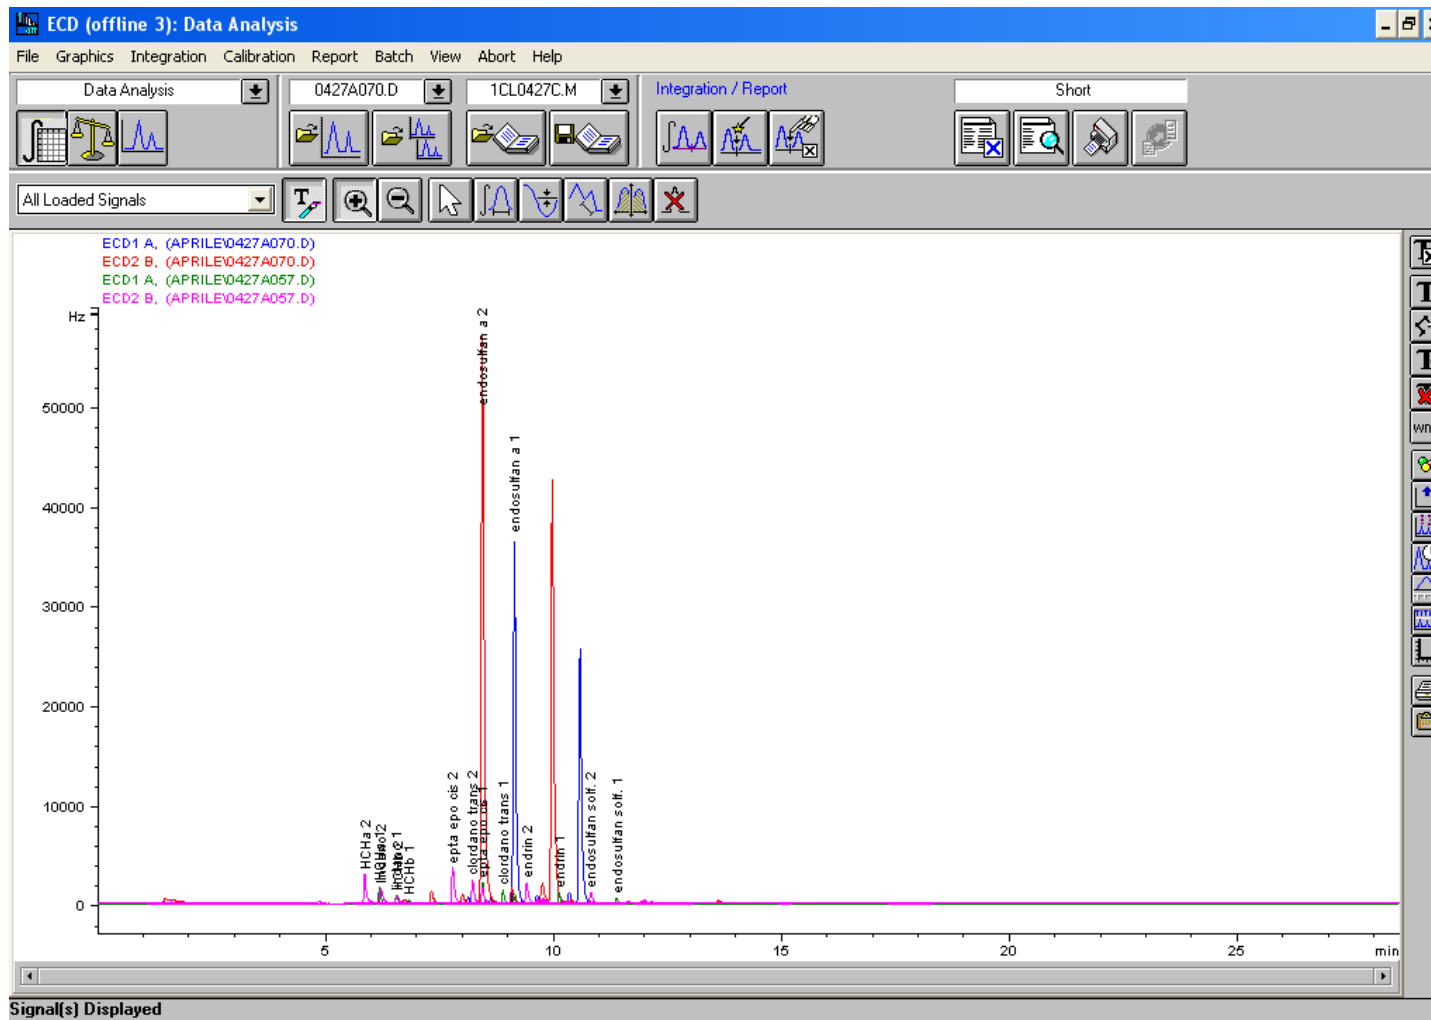 ECD (offline 3): Data Analysis
File Graphics Integration Calibration Report Batch View Abort Help
Data Analysis 0427A070.D 1CL0427C.M Integration / Report Short
All Loaded Signals
ECD1 A, (APRILE\0427A070.D)
ECD2 B, (APRILE\0427A070.D)
ECD1 A, (APRILE\0427A057.D)
ECD2 B, (APRILE\0427A057.D)
Hz
50000
40000
30000
20000
10000
0
HCHa 2
HCHb 1
epta epo cis 2
clordano trans 2
epta epo cis 1
endosulfan a 2
clordano trans 1
endosulfan a 1
endrin 2
endrin 1
endosulfan solf. 2
endosulfan solf. 1
5 10 15 20 25 min
Signal(s) Displayed